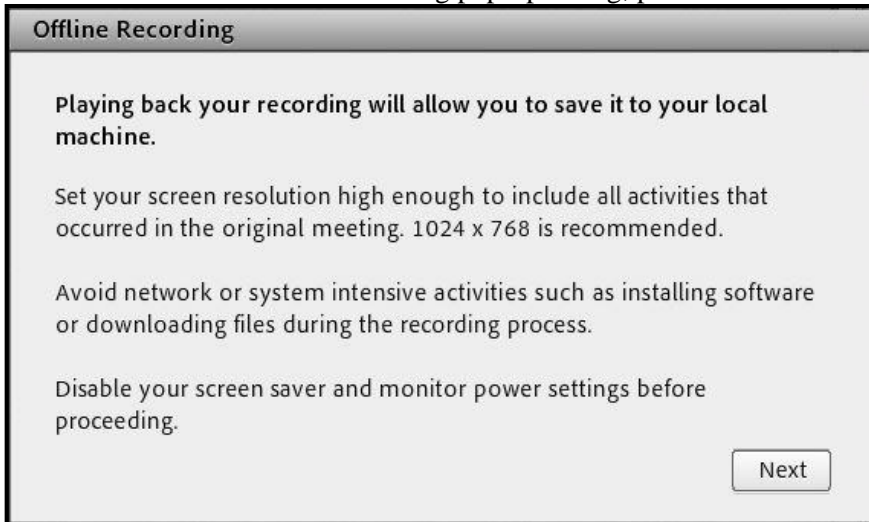 Offline Recording
Playing back your recording will allow you to save it to your local
machine.
Set your screen resolution high enough to include all activities that
occurred in the original meeting. 1024 x 768 is recommended.
Avoid network or system intensive activities such as installing software
or downloading files during the recording process.
Disable your screen saver and monitor power settings before
proceeding.
Next